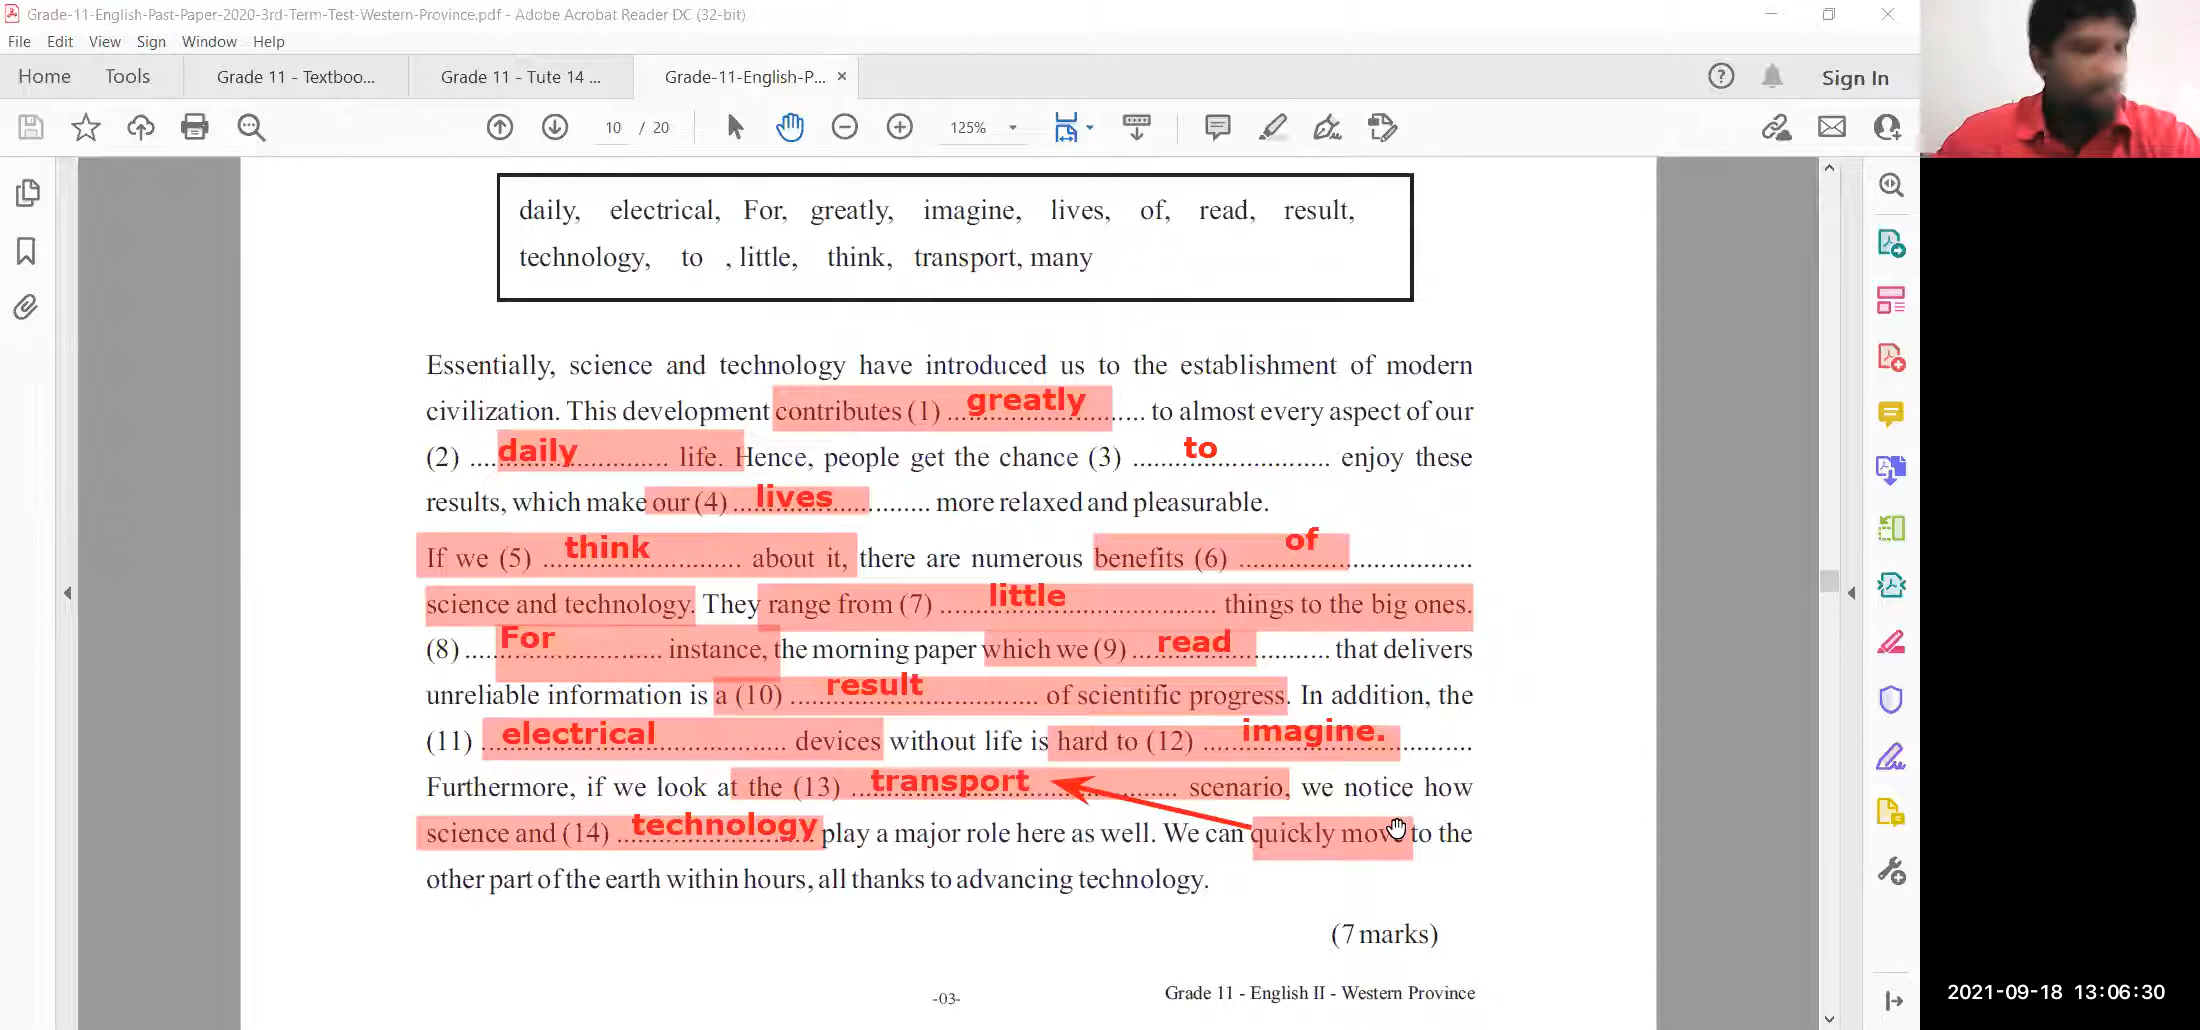 Grade-11-English-Past-Paper-2020-3rd-Term-Test-Western-Province.pdf - Adobe Acrobat Reader DC (32-bit)
File Edit View Sign Window Help
Home Tools Grade 11 - Textboo... Grade 11 - Tute 14 ... Grade-11-English-P... × Sign In
10 / 20 125%
daily, electrical, For, greatly, imagine, lives, of, read, result,
technology, to , little, think, transport, many
Essentially, science and technology have introduced us to the establishment of modern
civilization. This development contributes (1) ... greatly ... to almost every aspect of our
(2) ... daily ... life. Hence, people get the chance (3) ... to ... enjoy these
results, which make our (4) ... lives ... more relaxed and pleasurable.
If we (5) ... think ... about it, there are numerous benefits (6) ... of ...
science and technology. They range from (7) ... little ... things to the big ones.
(8) ... For ... instance, the morning paper which we (9) ... read ... that delivers
unreliable information is a (10) ... result ... of scientific progress. In addition, the
(11) ... electrical ... devices without life is hard to (12) ... imagine. ...
Furthermore, if we look at the (13) ... transport ... scenario, we notice how
science and (14) ... technology ... play a major role here as well. We can quickly move to the
other part of the earth within hours, all thanks to advancing technology.
(7 marks)
-03- Grade 11 - English II - Western Province
2021-09-18 13:06:30